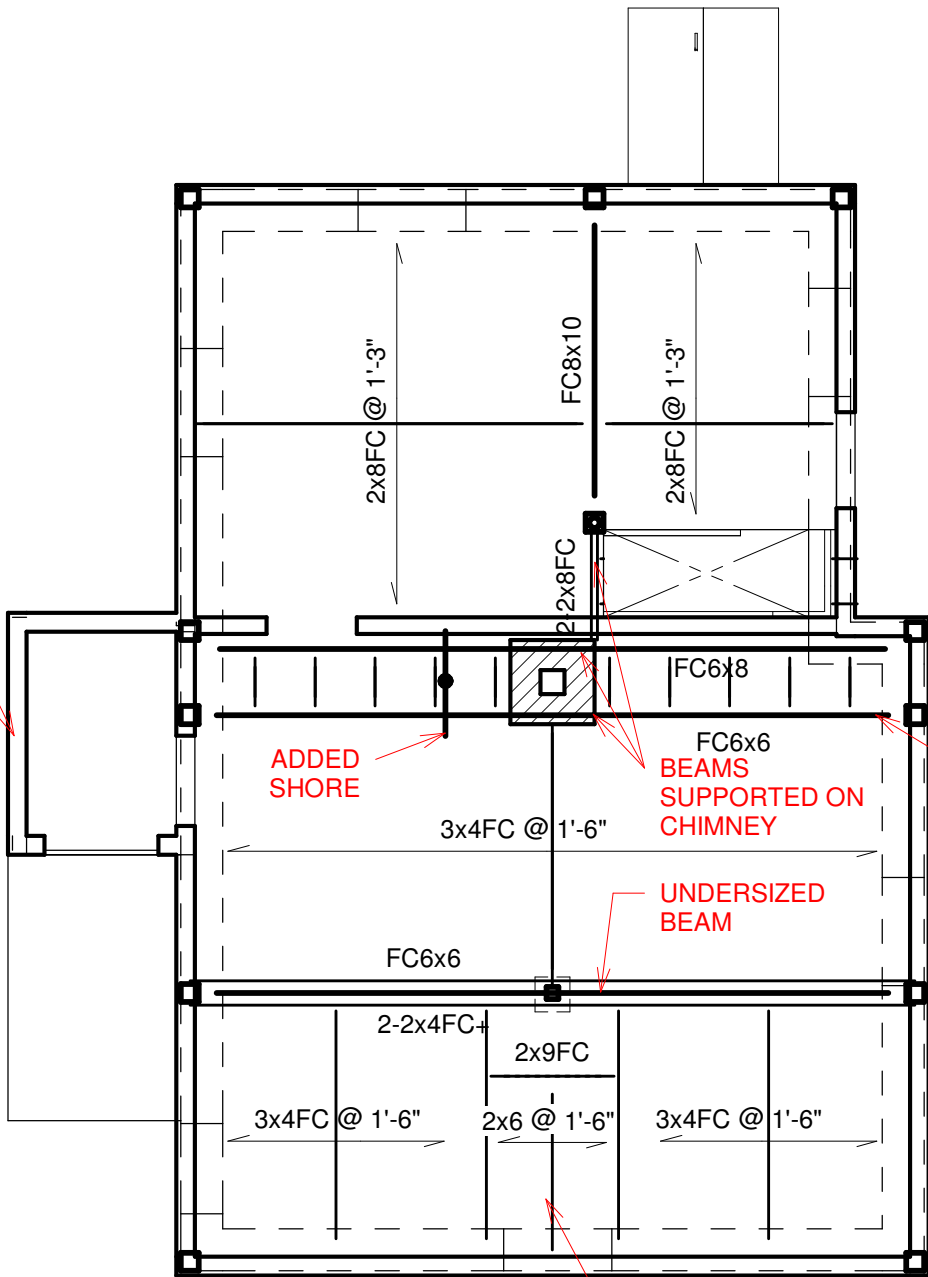 FC8x10
2x8FC @ 1'-3"
2x8FC @ 1'-3"
2-2x8FC
FC6x8
FC6x6
ADDED
SHORE
BEAMS
SUPPORTED ON
CHIMNEY
3x4FC @ 1'-6"
UNDERSIZED
BEAM
FC6x6
2-2x4FC+
2x9FC
3x4FC @ 1'-6"
2x6 @ 1'-6"
3x4FC @ 1'-6"